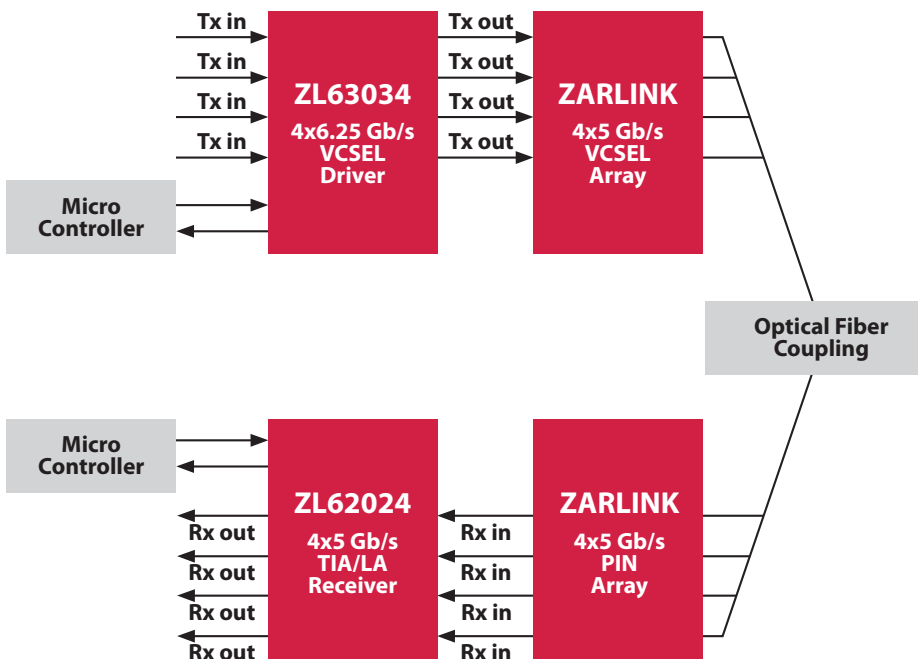 Tx in
Tx out
Tx in
Tx out
Tx in
Tx out
Tx in
Tx out
ZL63034
4x6.25 Gb/s
VCSEL
Driver
ZARLINK
4x5 Gb/s
VCSEL
Array
Micro
Controller
Optical Fiber
Coupling
Micro
Controller
ZL62024
4x5 Gb/s
TIA/LA
Receiver
ZARLINK
4x5 Gb/s
PIN
Array
Rx out
Rx in
Rx out
Rx in
Rx out
Rx in
Rx out
Rx in